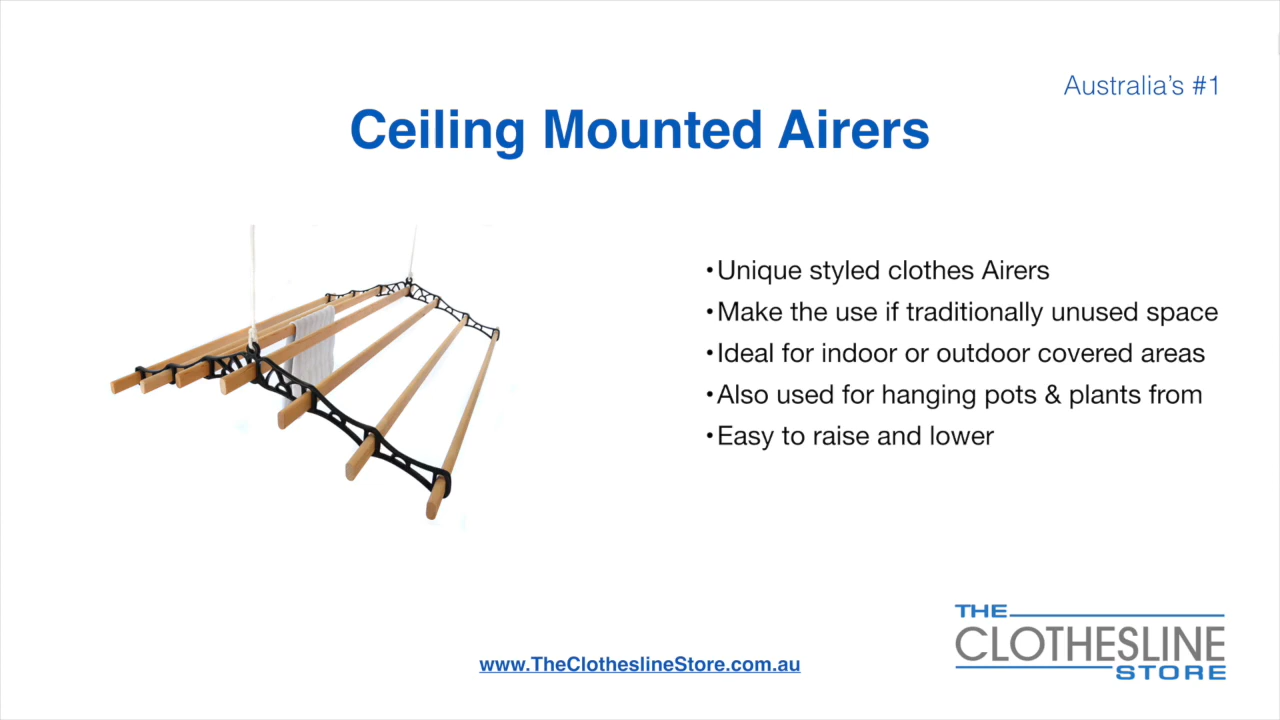 Australia's #1
Ceiling Mounted Airers
•Unique styled clothes Airers
•Make the use if traditionally unused space
•Ideal for indoor or outdoor covered areas
•Also used for hanging pots & plants from
•Easy to raise and lower
THE
CLOTHESLINE
STORE
www.TheClotheslineStore.com.au